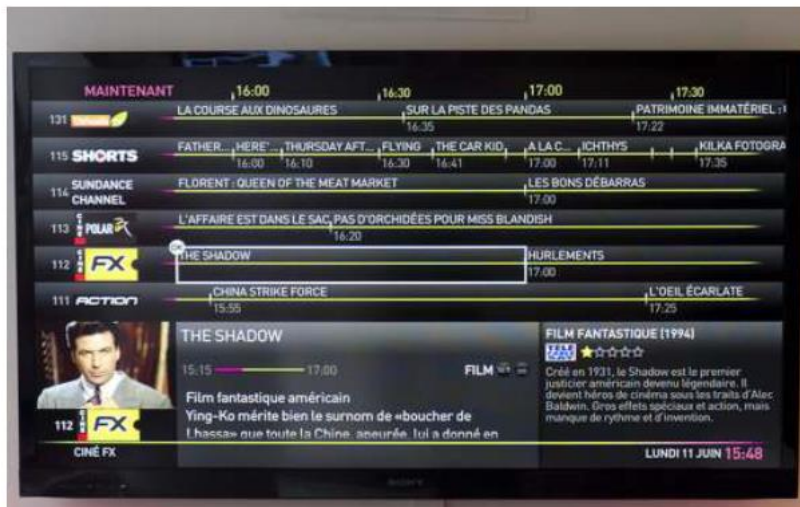 MAINTENANT 16:00 16:30 17:00 17:30
131
LA COURSE AUX DINOSAURES SUR LA PISTE DES PANDAS PATRIMOINE IMMATÉRIEL :
16:35 17:22
115 SHORTS
FATHER... HERE'... THURSDAY AFT... FLYING THE CAR KID A LA C... ICHTHYS KILKA FOTOGRA
16:00 16:10 16:30 16:41 17:00 17:11 17:35
114 SUNDANCE CHANNEL
FLORENT : QUEEN OF THE MEAT MARKET LES BONS DÉBARRAS
17:00
113 CINÉ POLAR
L'AFFAIRE EST DANS LE SAC PAS D'ORCHIDÉES POUR MISS BLANDISH
16:20
112 CINÉ FX
OK
THE SHADOW HURLEMENTS
17:00
111 ACTION
CHINA STRIKE FORCE L'OEIL ÉCARLATE
15:55 17:25
THE SHADOW
15:15 17:00 FILM
Film fantastique américain
Ying-Ko mérite bien le surnom de «boucher de
Lhassa» que toute la Chine, apeurée, lui a donné en
FILM FANTASTIQUE (1994)
TELE
Créé en 1931, le Shadow est le premier
justicier américain devenu légendaire. Il
devient héros de cinéma sous les traits d'Alec
Baldwin. Gros effets spéciaux et action, mais
manque de rythme et d'invention.
112 CINÉ FX
CINÉ FX
LUNDI 11 JUIN 15:48
SONY